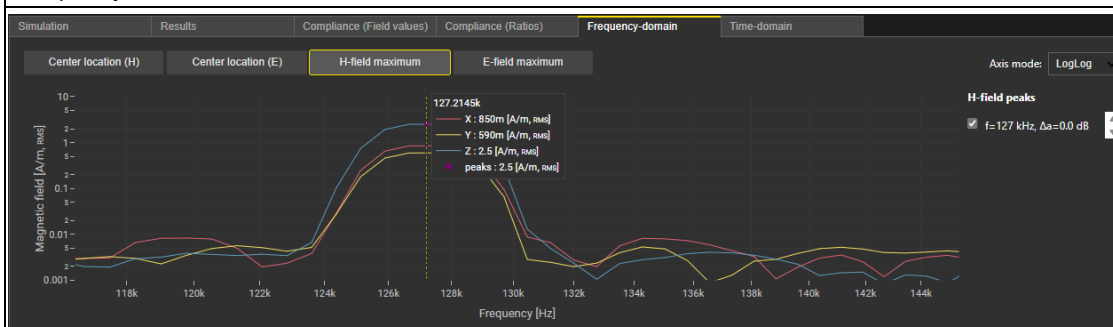 Simulation
Results
Compliance (Field values)
Compliance (Ratios)
Frequency-domain
Time-domain
Center location (H)
Center location (E)
H-field maximum
E-field maximum
Axis mode: LogLog
H-field peaks
f=127 kHz, Δa=0.0 dB
127.2145k
X : 850m [A/m, RMS]
Y : 590m [A/m, RMS]
Z : 2.5 [A/m, RMS]
peaks : 2.5 [A/m, RMS]
Magnetic field [A/m, RMS]
10
5
2
1
5
2
0.1
5
2
0.01
5
2
0.001
118k 120k 122k 124k 126k 128k 130k 132k 134k 136k 138k 140k 142k 144k
Frequency [Hz]